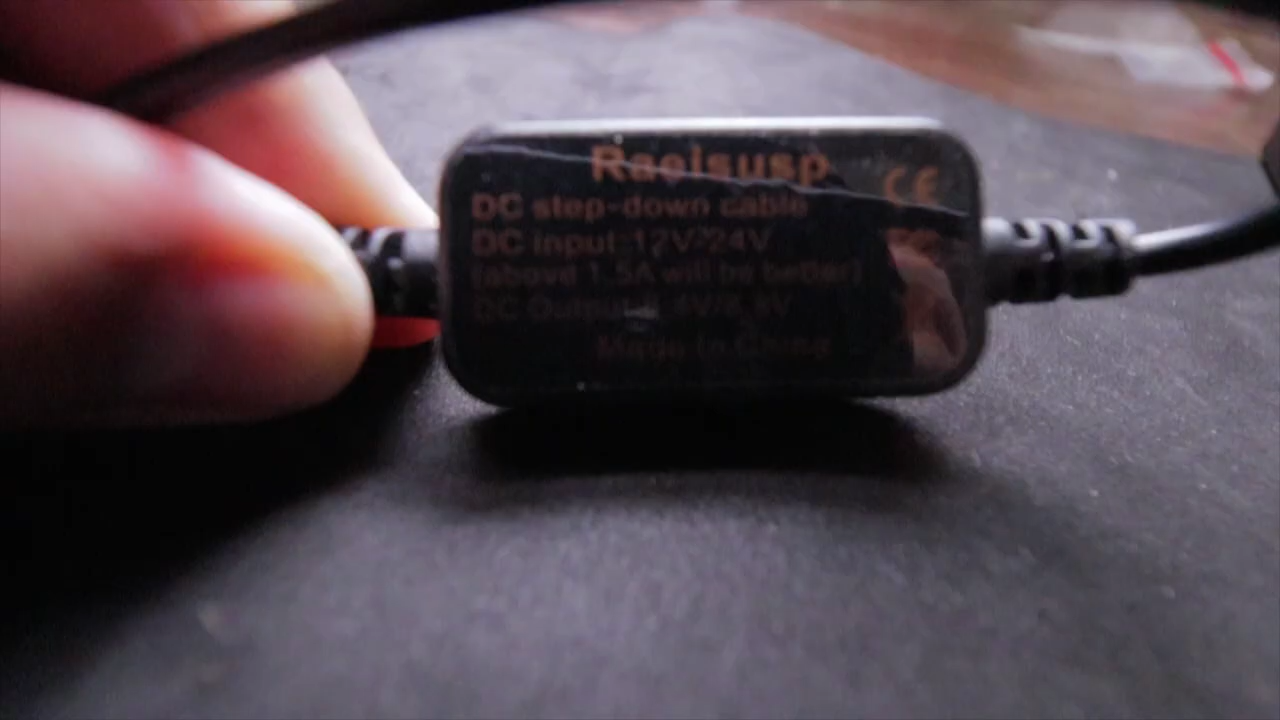 Raeisusp
CE
DC step-down cable
DC Input:12V-24V
(above 1.5A will be better)
DC Output:
Made In China